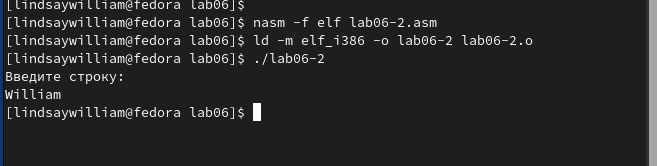 [lindsaywilliam@fedora lab06]$
[lindsaywilliam@fedora lab06]$ nasm -f elf lab06-2.asm
[lindsaywilliam@fedora lab06]$ ld -m elf_i386 -o lab06-2 lab06-2.o
[lindsaywilliam@fedora lab06]$ ./lab06-2
Введите строку:
William
[lindsaywilliam@fedora lab06]$